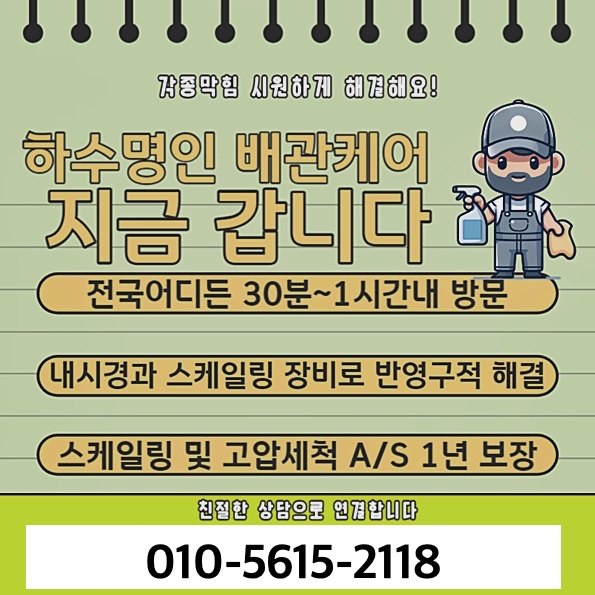 각종막힘 시원하게 해결해요!
하수명인 배관케어
지금 갑니다
전국어디든 30분~1시간내 방문
내시경과 스케일링 장비로 반영구적 해결
스케일링 및 고압세척 A/S 1년 보장
친절한 상담으로 연결합니다
010-5615-2118